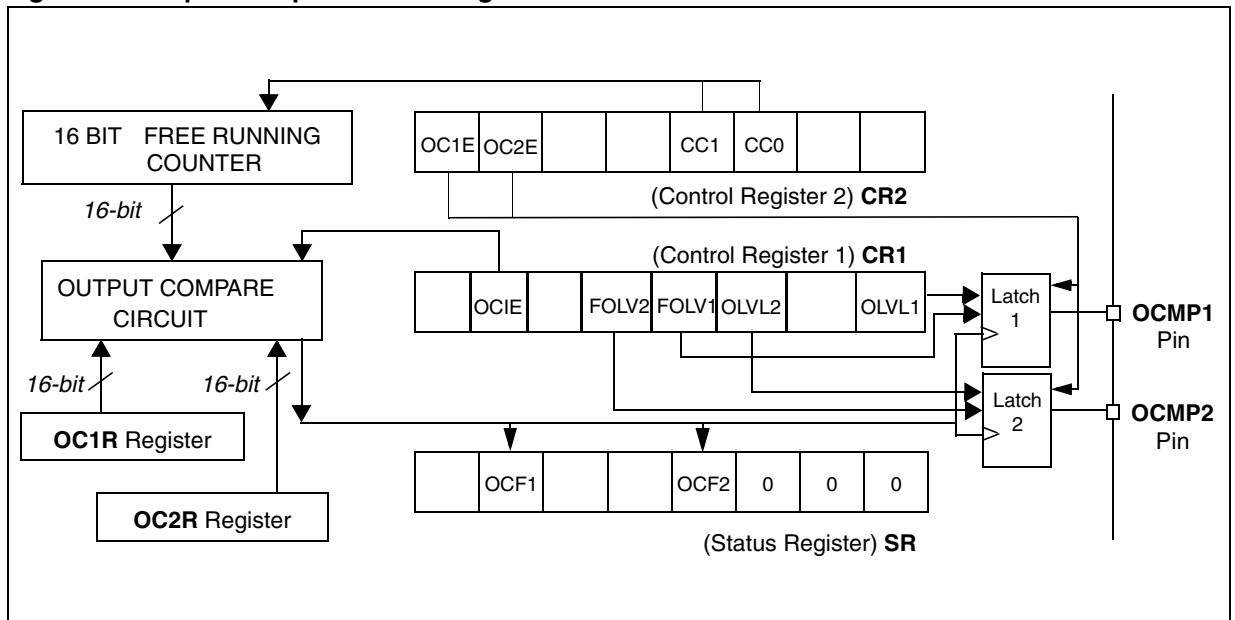 16 BIT FREE RUNNING
COUNTER
16-bit
OC1E OC2E CC1 CC0
(Control Register 2) CR2
(Control Register 1) CR1
OUTPUT COMPARE
CIRCUIT
OCIE FOLV2 FOLV1 OLVL2 OLVL1
Latch
1
OCMP1
Pin
16-bit
16-bit
Latch
2
OCMP2
Pin
OC1R Register
OCF1 OCF2 0 0 0
OC2R Register
(Status Register) SR